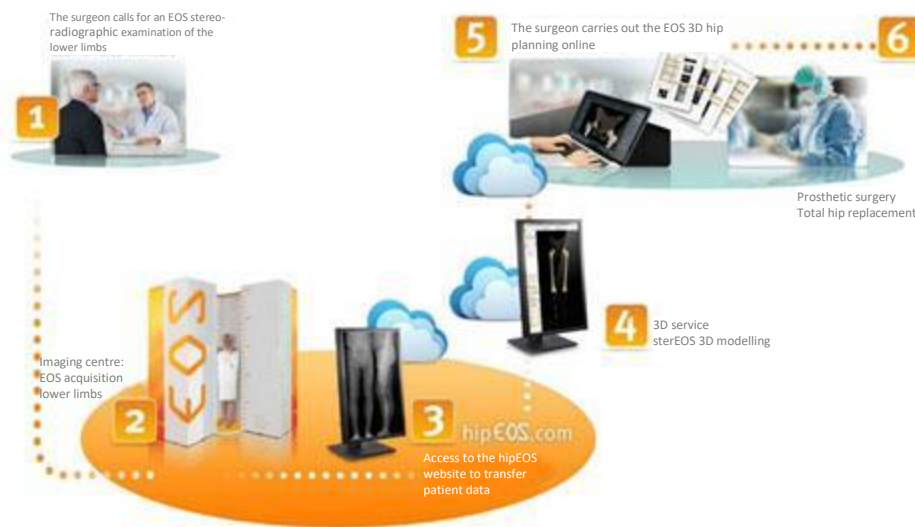 The surgeon calls for an EOS stereo-
radiographic examination of the
lower limbs
1
Imaging centre:
EOS acquisition
lower limbs
2
EOS
3
hipEOS.com
Access to the hipEOS
website to transfer
patient data
4
3D service
sterEOS 3D modelling
5
The surgeon carries out the EOS 3D hip
planning online
6
Prosthetic surgery
Total hip replacement